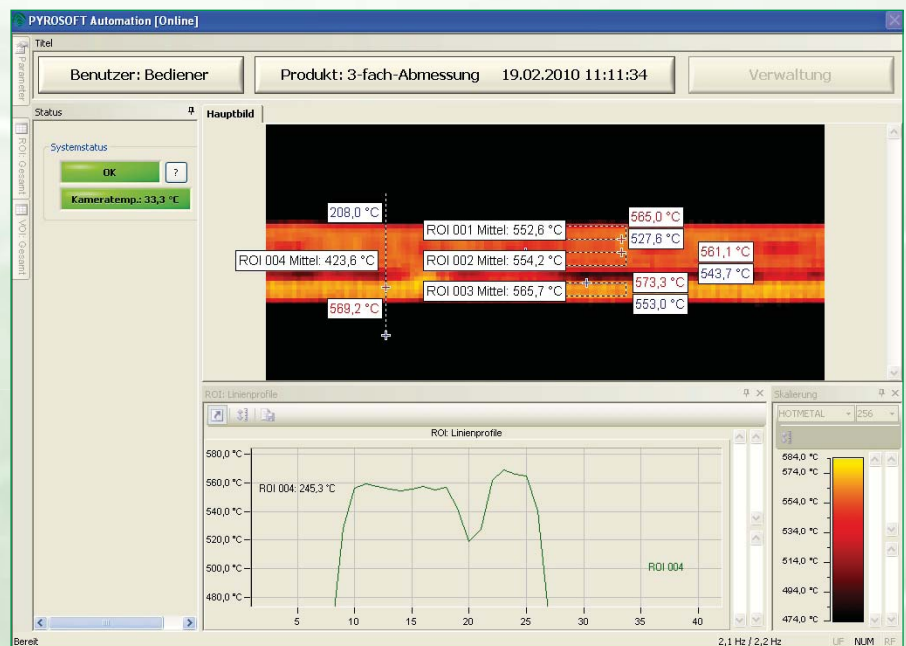 PYROSOFT Automation [Online]
Titel
Parameter
Benutzer: Bediener
Produkt: 3-fach-Abmessung 19.02.2010 11:11:34
Verwaltung
Status
Hauptbild
ROI: Gesamt
VOI: Gesamt
Systemstatus
OK
?
Kameratemp.: 33,3 °C
208,0 °C
565,0 °C
ROI 001 Mittel: 552,6 °C
527,6 °C
561,1 °C
ROI 004 Mittel: 423,6 °C
ROI 002 Mittel: 554,2 °C
543,7 °C
573,3 °C
ROI 003 Mittel: 565,7 °C
553,0 °C
569,2 °C
ROI: Linienprofile
Skalierung
HOTMETAL
256
ROI: Linienprofile
580,0 °C
560,0 °C
540,0 °C
520,0 °C
500,0 °C
480,0 °C
ROI 004: 245,3 °C
ROI 004
5 10 15 20 25 30 35 40
584,0 °C
574,0 °C
554,0 °C
534,0 °C
514,0 °C
494,0 °C
474,0 °C
Bereit
2,1 Hz / 2,2 Hz
UF NUM RF